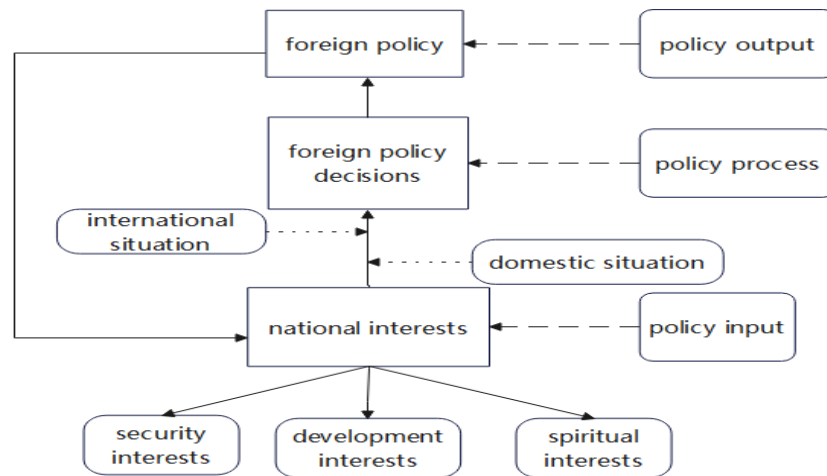 foreign policy
policy output
foreign policy
decisions
policy process
international
situation
domestic situation
national interests
policy input
security
interests
development
interests
spiritual
interests